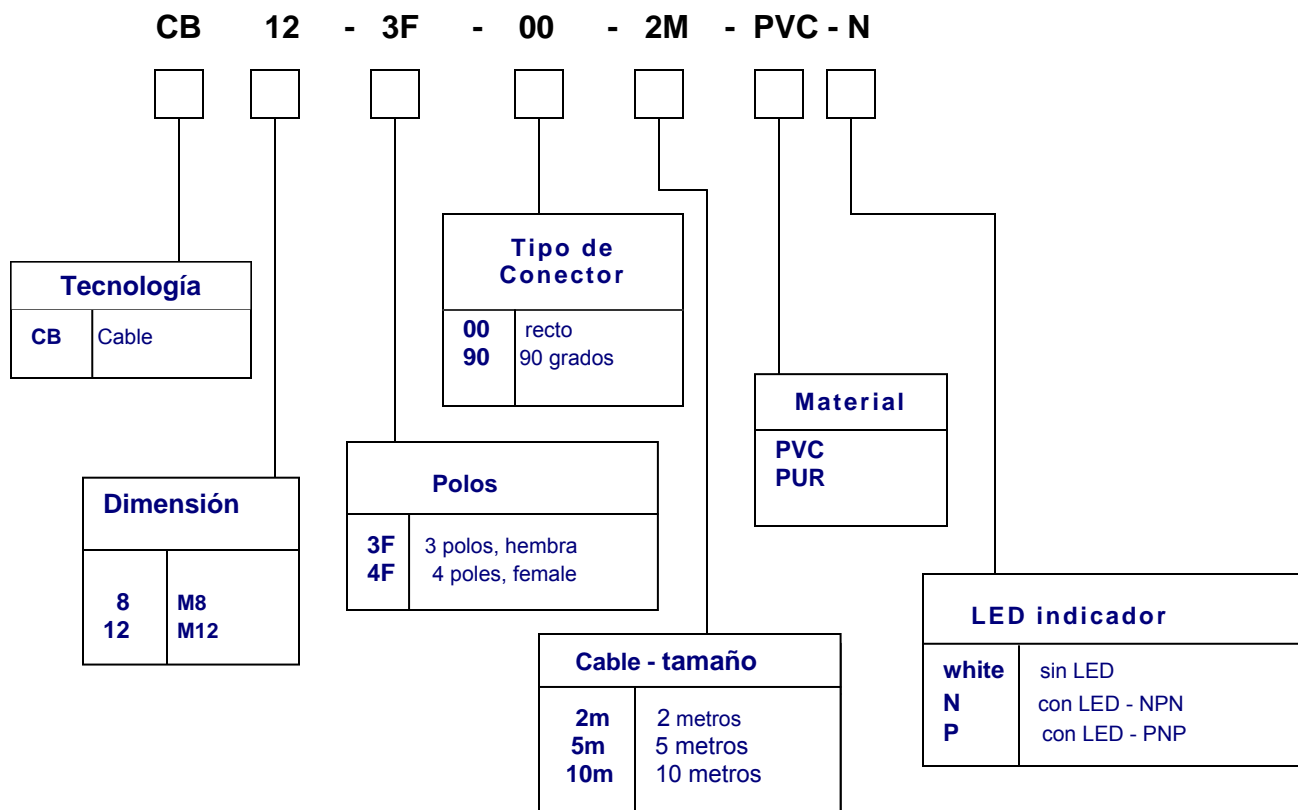 CB 12 - 3F - 00 - 2M - PVC - N
Tipo de
Conector
00 recto
90 90 grados
Tecnología
CB Cable
Material
PVC
PUR
Polos
3F 3 polos, hembra
4F 4 poles, female
Dimensión
8 M8
12 M12
LED indicador
white sin LED
N con LED - NPN
P con LED - PNP
Cable - tamaño
2m 2 metros
5m 5 metros
10m 10 metros